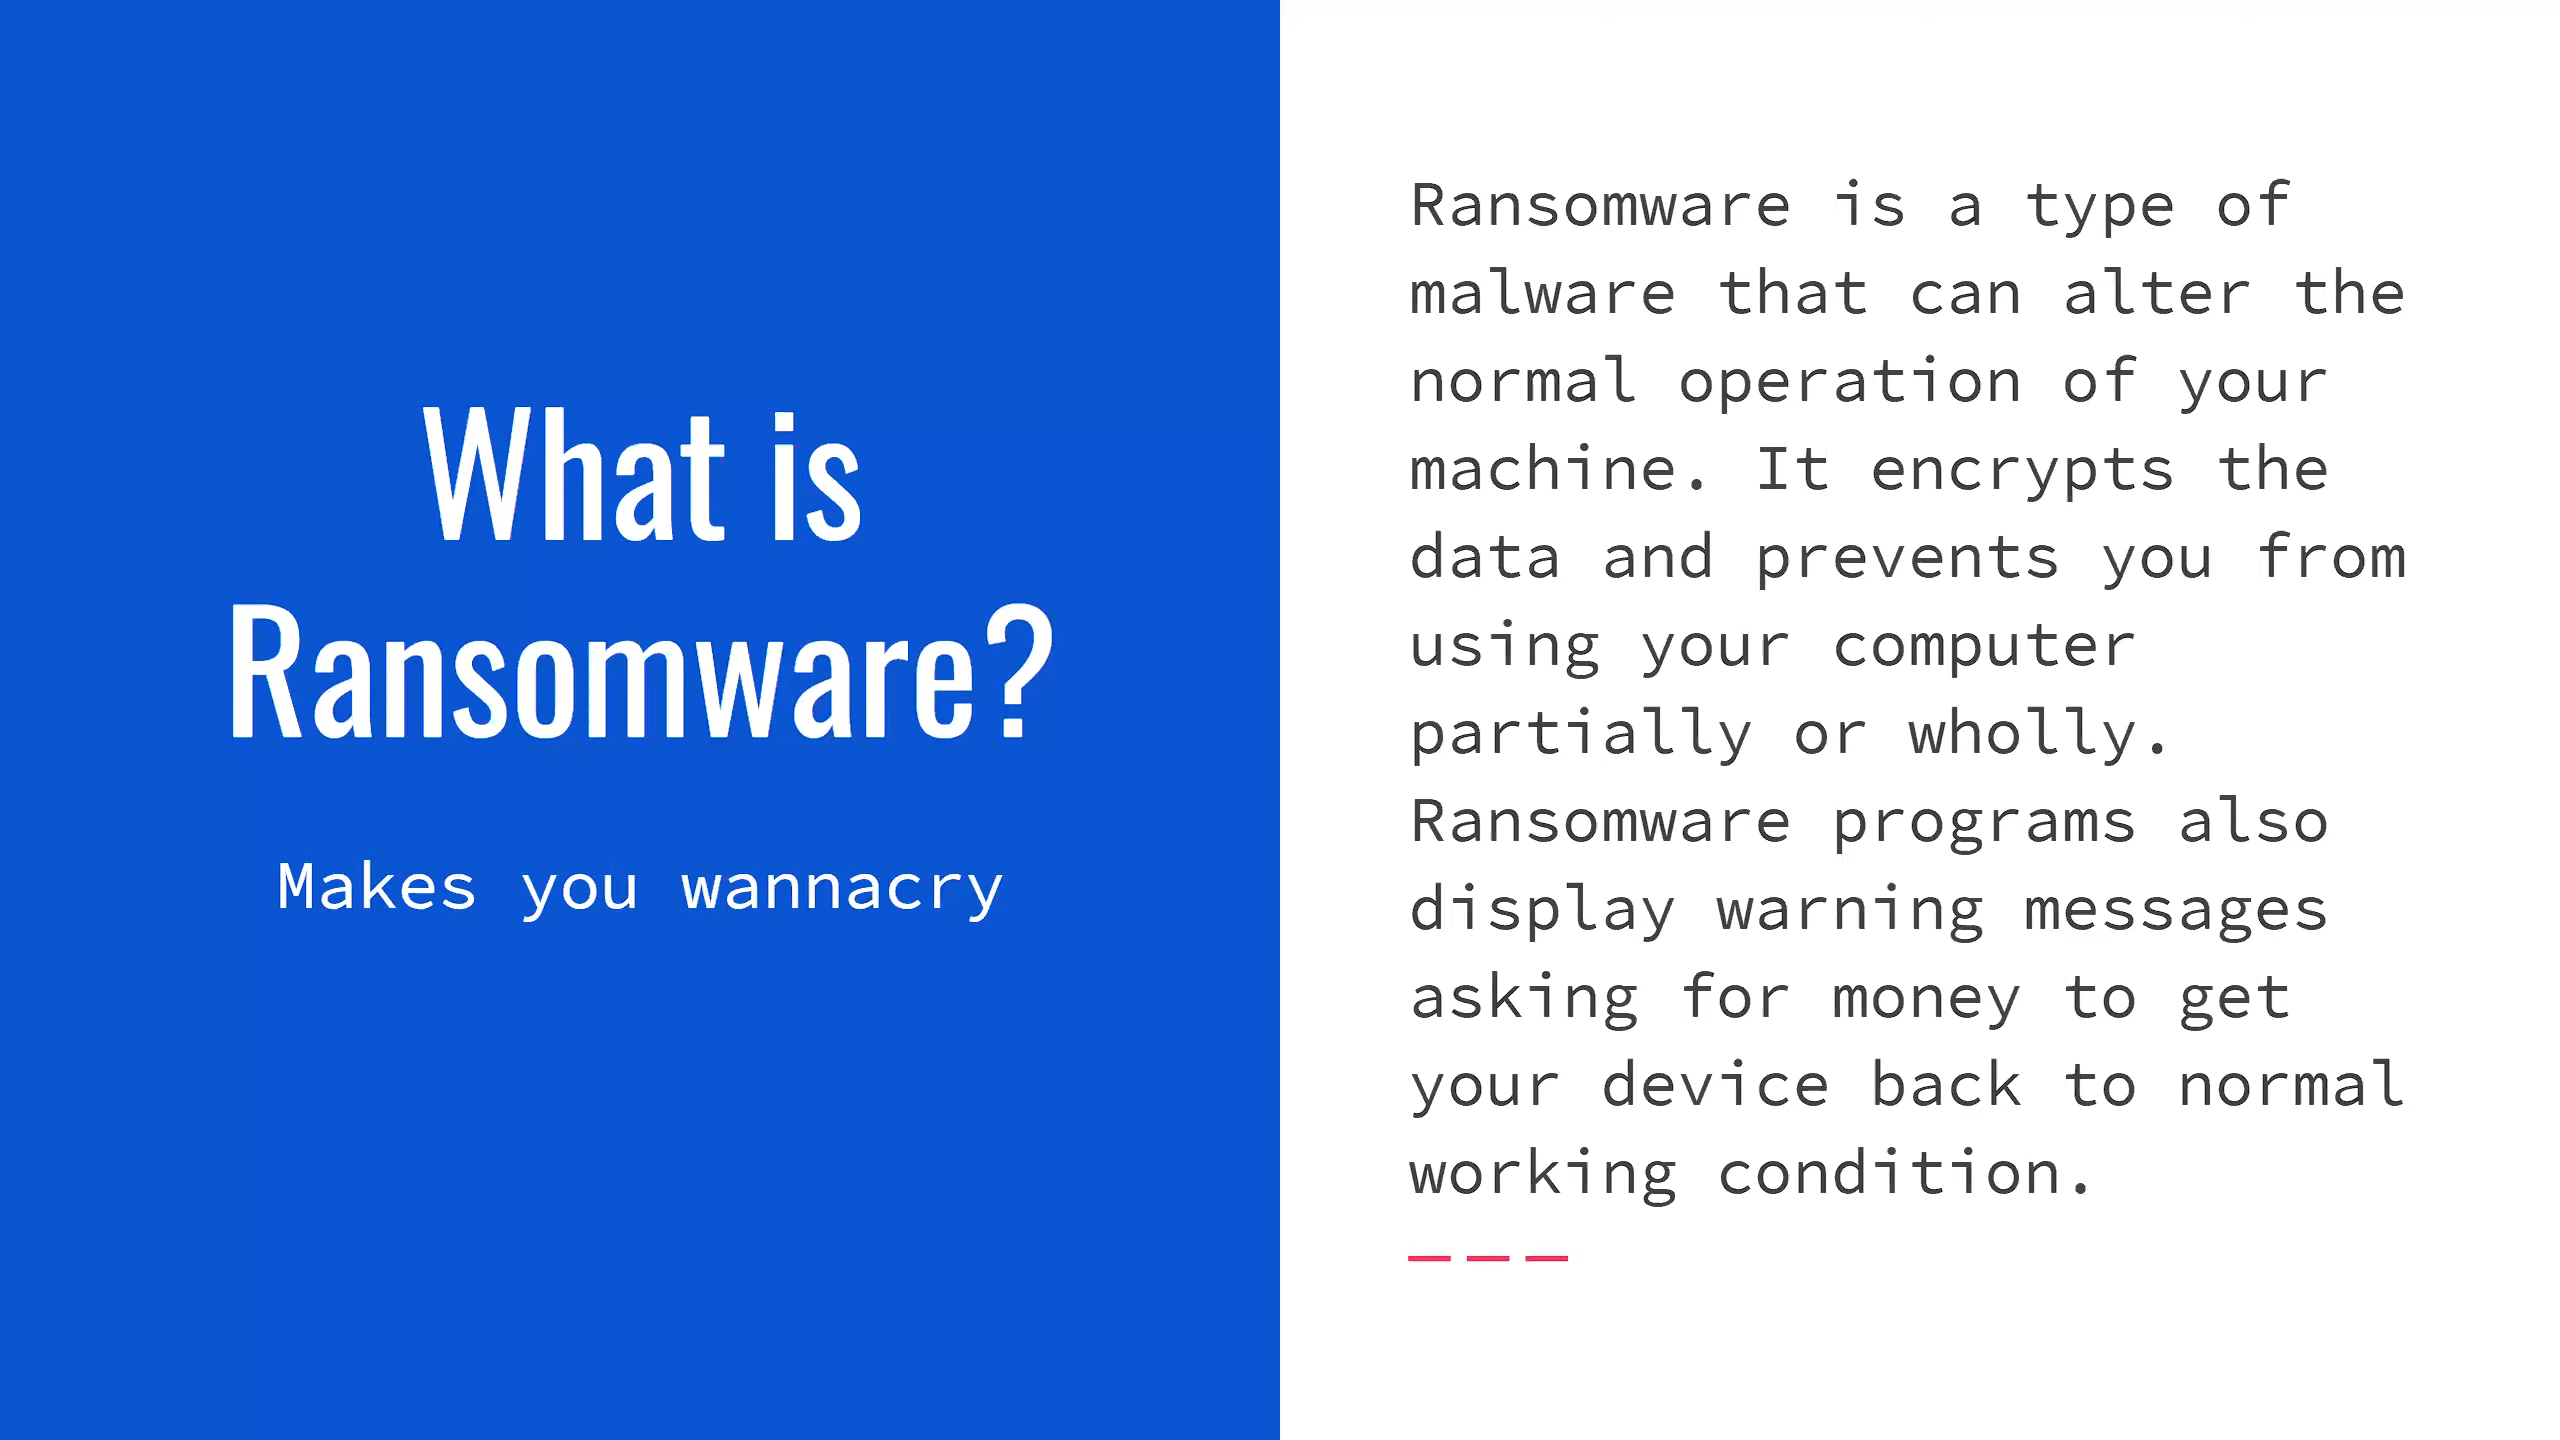 What is
Ransomware?
Makes you wannacry
Ransomware is a type of
malware that can alter the
normal operation of your
machine. It encrypts the
data and prevents you from
using your computer
partially or wholly.
Ransomware programs also
display warning messages
asking for money to get
your device back to normal
working condition.